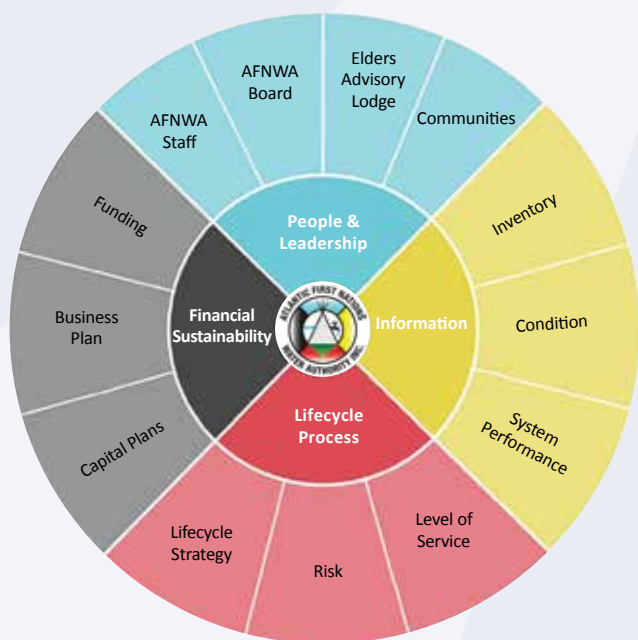 AFNWA
Staff
AFNWA
Board
Elders
Advisory
Lodge
Communities
Funding
Business
Plan
Capital Plans
People &
Leadership
Financial
Sustainability
Information
Lifecycle
Process
ATLANTIC FIRST NATIONS
WATER AUTHORITY INC.
Inventory
Condition
System
Performance
Lifecycle
Strategy
Risk
Level of
Service